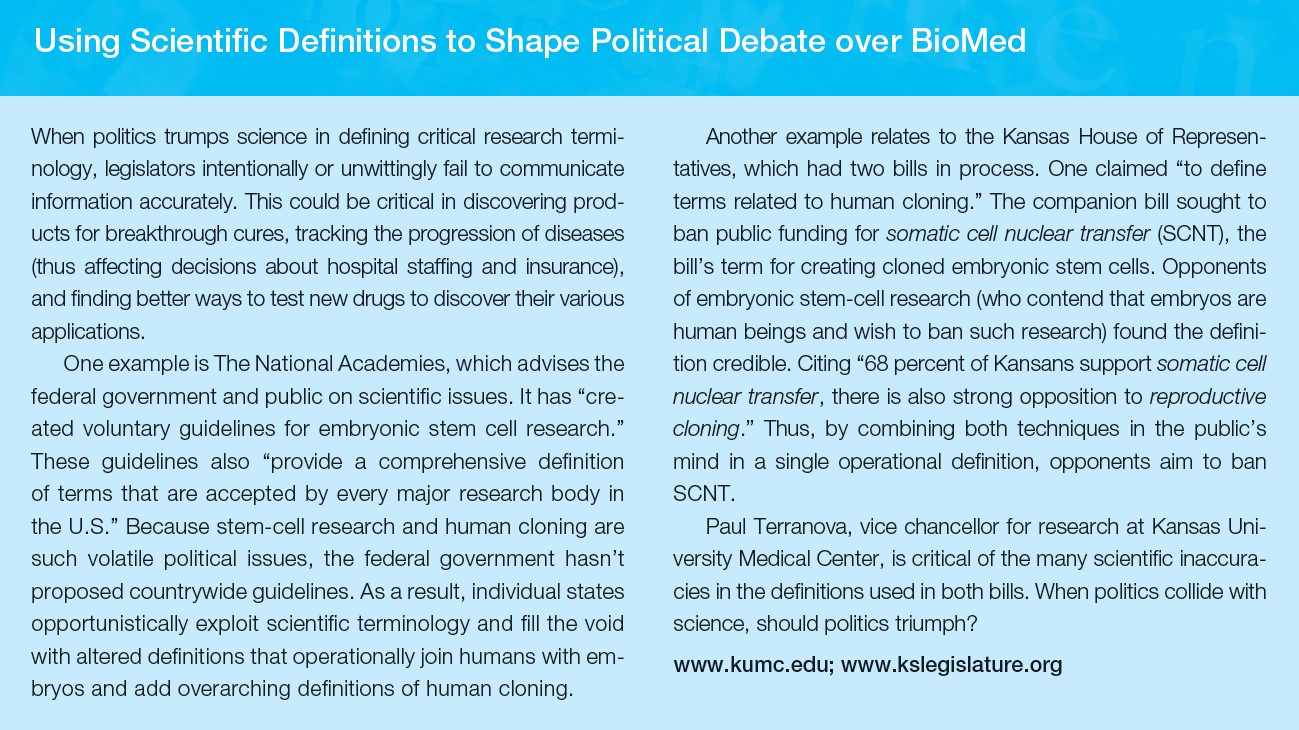 Using Scientific Definitions to Shape Political Debate over BioMed
When politics trumps science in defining critical research termi-
nology, legislators intentionally or unwittingly fail to communicate
information accurately. This could be critical in discovering prod-
ucts for breakthrough cures, tracking the progression of diseases
(thus affecting decisions about hospital staffing and insurance),
and finding better ways to test new drugs to discover their various
applications.
One example is The National Academies, which advises the
federal government and public on scientific issues. It has “cre-
ated voluntary guidelines for embryonic stem cell research.”
These guidelines also “provide a comprehensive definition
of terms that are accepted by every major research body in
the U.S.” Because stem-cell research and human cloning are
such volatile political issues, the federal government hasn’t
proposed countrywide guidelines. As a result, individual states
opportunistically exploit scientific terminology and fill the void
with altered definitions that operationally join humans with em-
bryos and add overarching definitions of human cloning.
Another example relates to the Kansas House of Represen-
tatives, which had two bills in process. One claimed “to define
terms related to human cloning.” The companion bill sought to
ban public funding for somatic cell nuclear transfer (SCNT), the
bill’s term for creating cloned embryonic stem cells. Opponents
of embryonic stem-cell research (who contend that embryos are
human beings and wish to ban such research) found the defini-
tion credible. Citing “68 percent of Kansans support somatic cell
nuclear transfer, there is also strong opposition to reproductive
cloning.” Thus, by combining both techniques in the public’s
mind in a single operational definition, opponents aim to ban
SCNT.
Paul Terranova, vice chancellor for research at Kansas Uni-
versity Medical Center, is critical of the many scientific inaccura-
cies in the definitions used in both bills. When politics collide with
science, should politics triumph?
www.kumc.edu; www.kslegislature.org